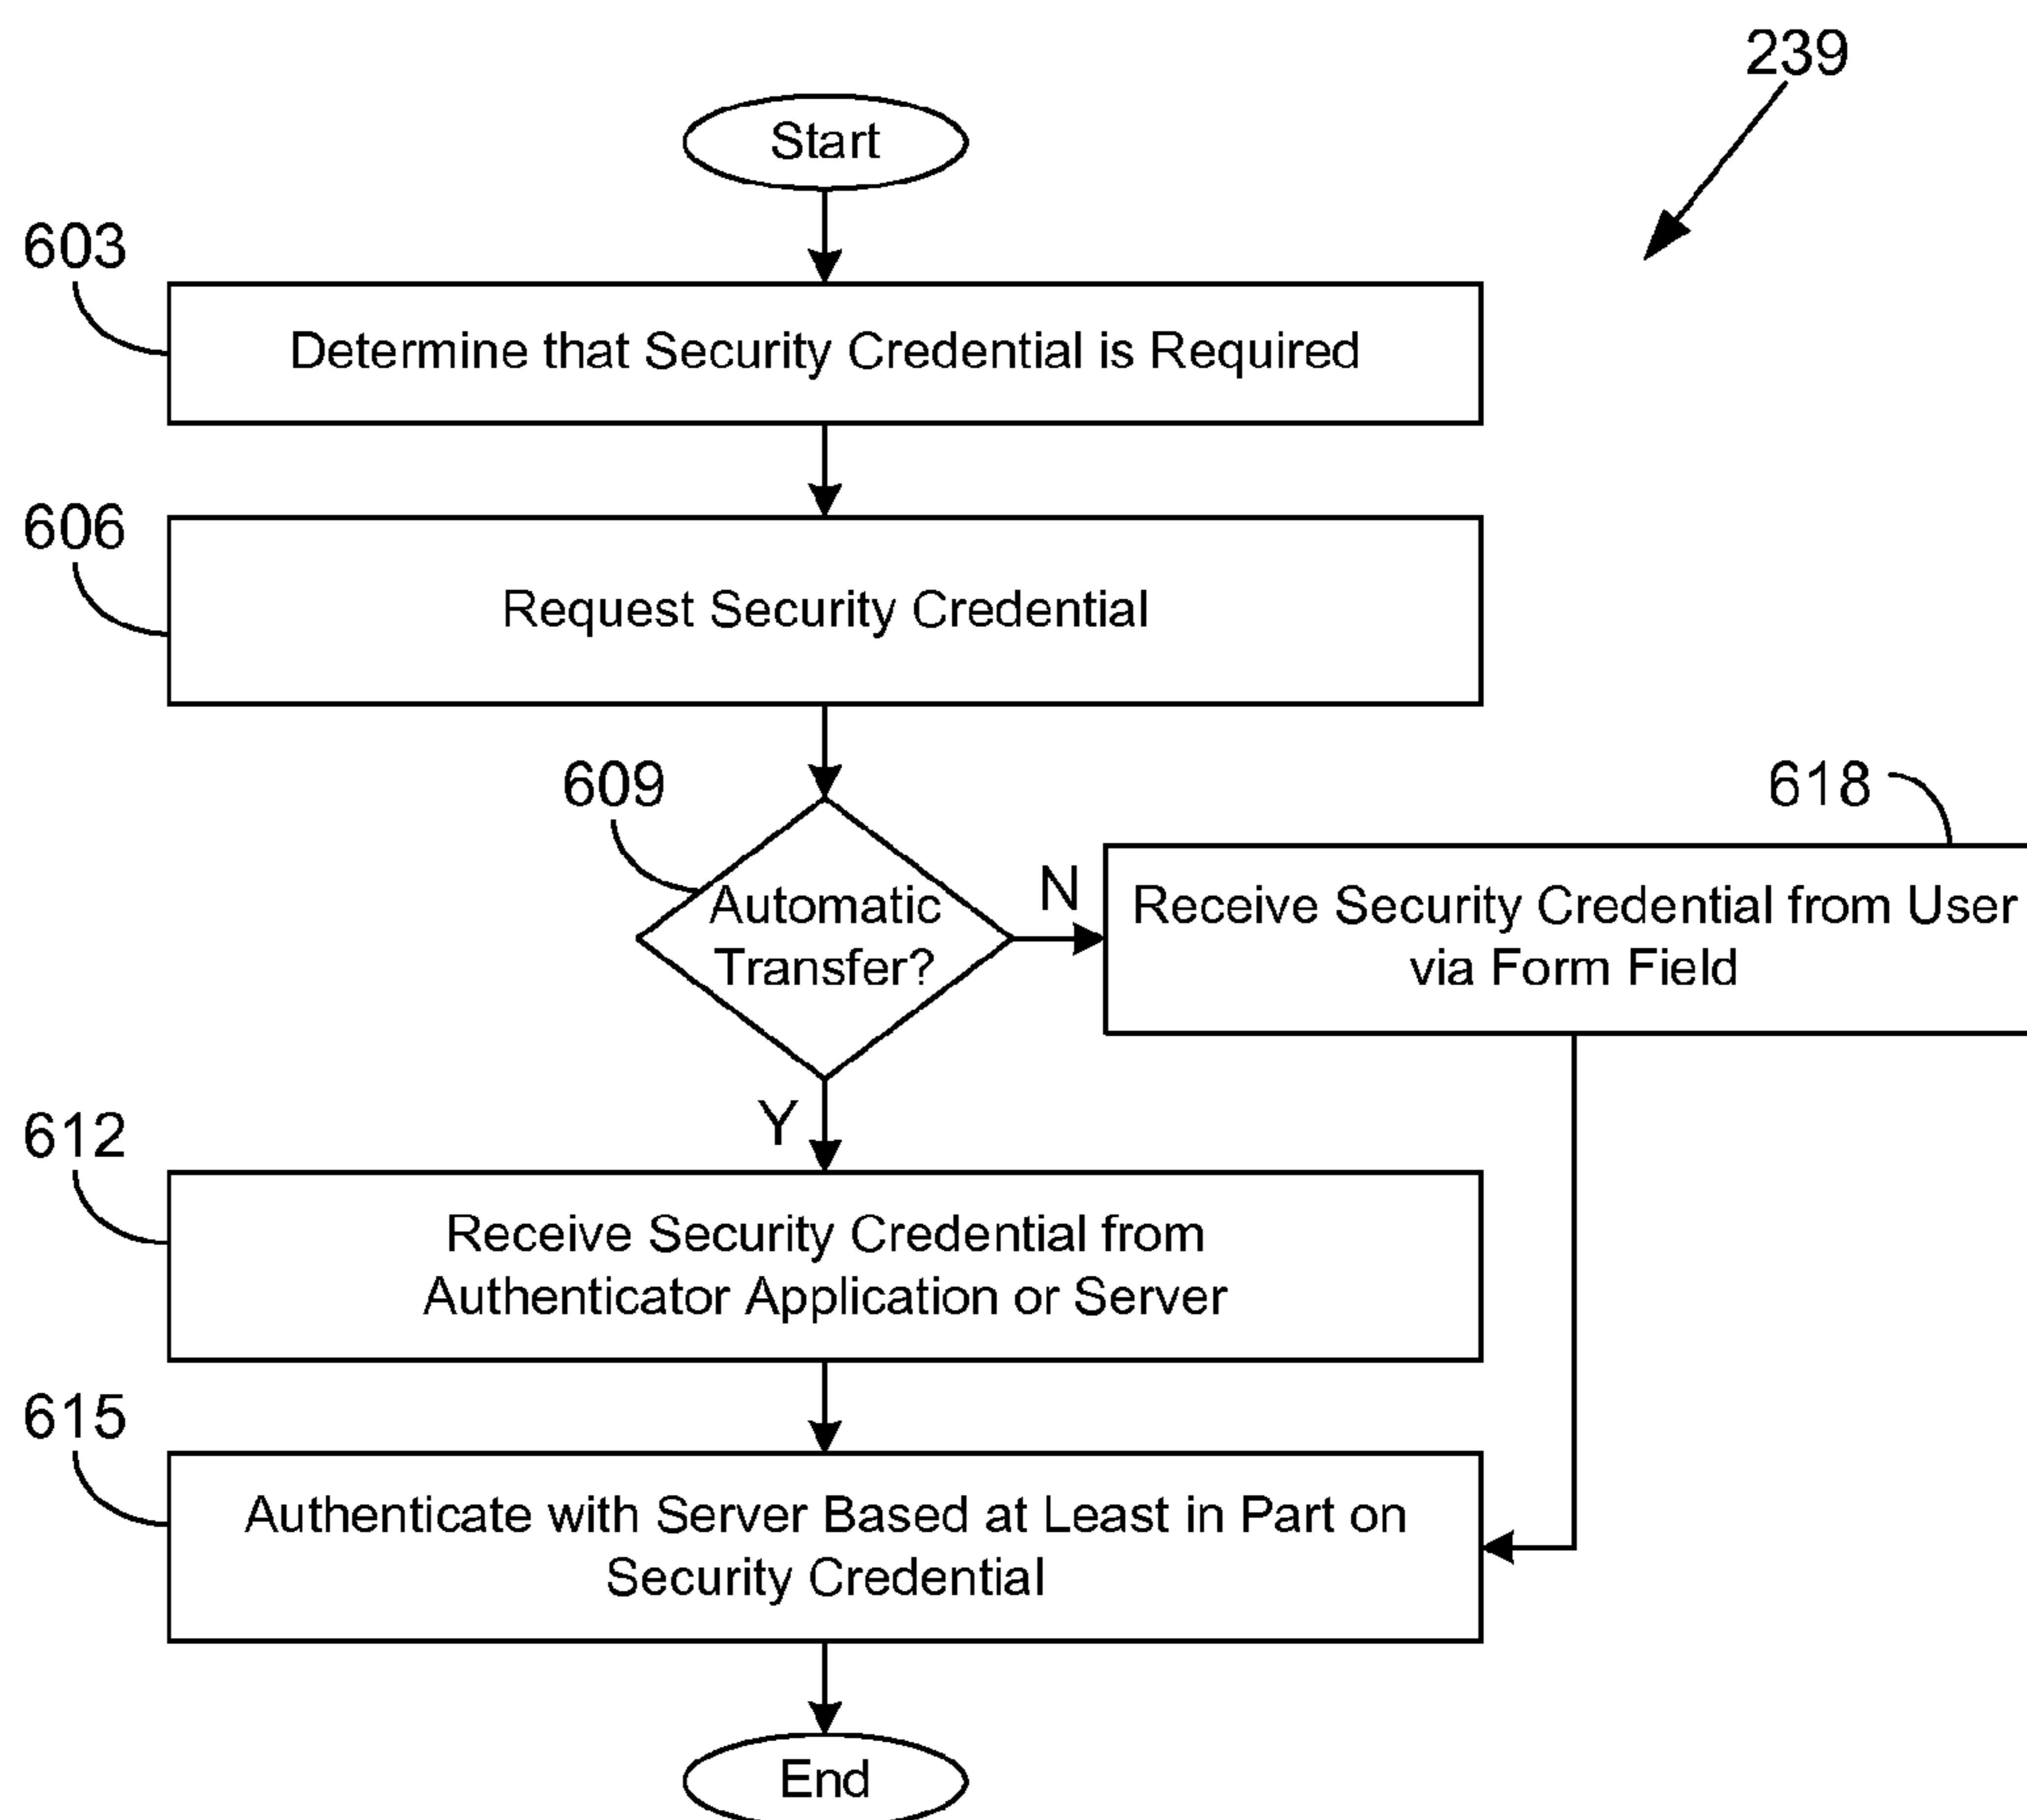 239
Start
603
Determine that Security Credential is Required
606
Request Security Credential
609
618
Automatic
Transfer?
N
Receive Security Credential from User
via Form Field
Y
612
Receive Security Credential from
Authenticator Application or Server
615
Authenticate with Server Based at Least in Part on
Security Credential
End